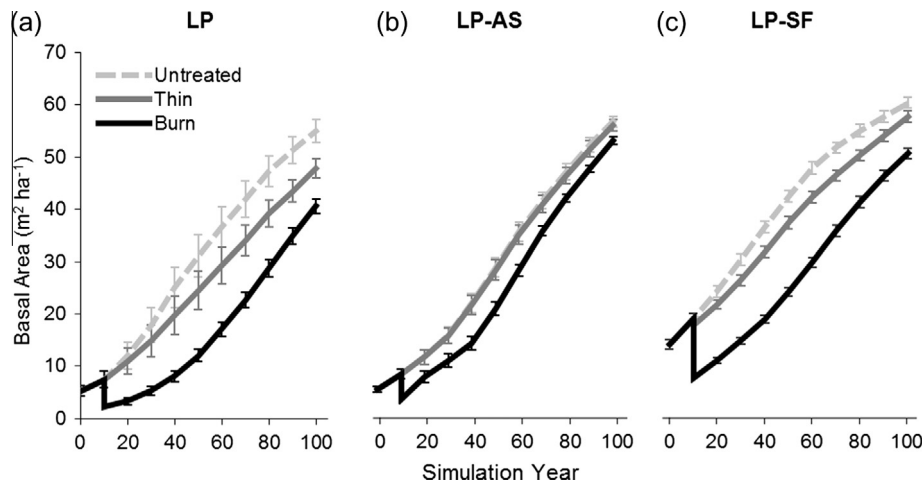 (a) LP
(b) LP-AS
(c) LP-SF
Untreated
Thin
Burn
Basal Area (m² ha⁻¹)
70
60
50
40
30
20
10
0
0 20 40 60 80 100
0 20 40 60 80 100
0 20 40 60 80 100
Simulation Year